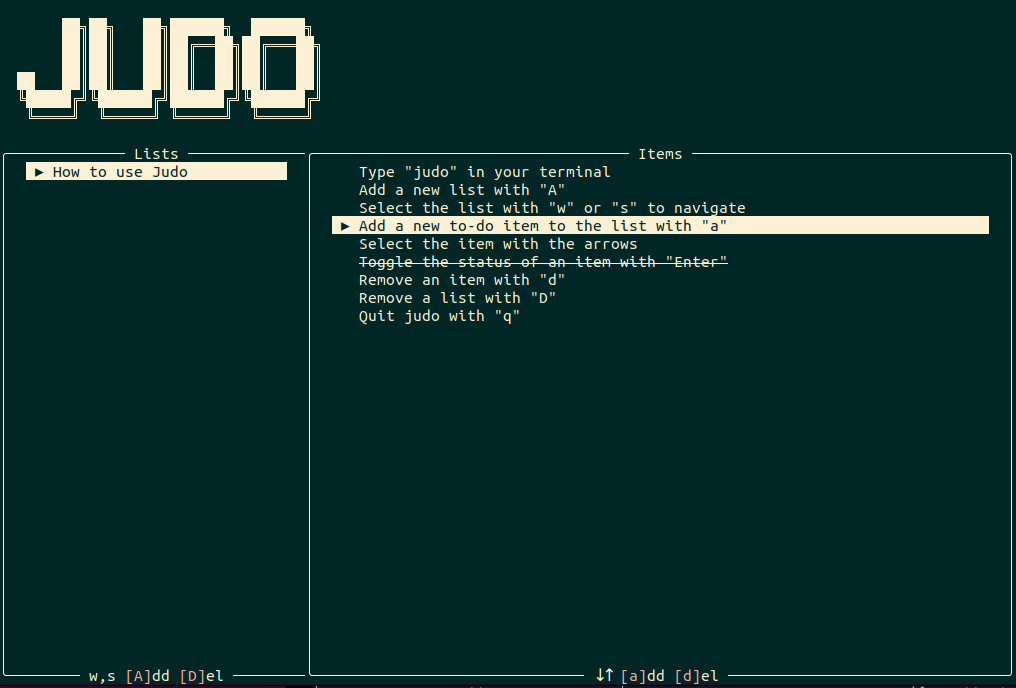 JUDO
Lists
▶ How to use Judo
Items
Type "judo" in your terminal
Add a new list with "A"
Select the list with "w" or "s" to navigate
▶ Add a new to-do item to the list with "a"
Select the item with the arrows
Toggle the status of an item with "Enter"
Remove an item with "d"
Remove a list with "D"
Quit judo with "q"
w,s [A]dd [D]el
↓↑ [a]dd [d]el